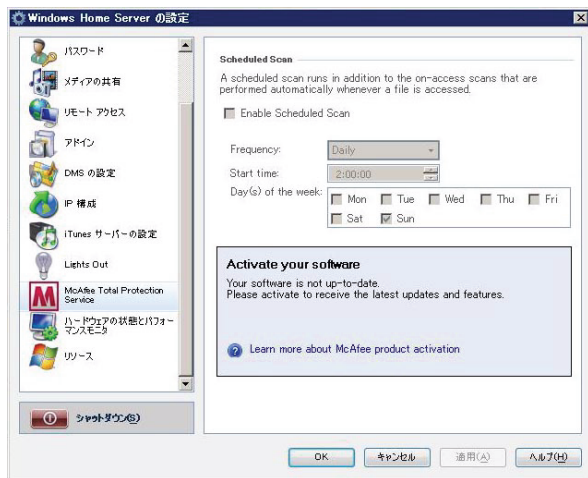 Windows Home Server の設定
パスワード
メディアの共有
リモート アクセス
アドイン
DMS の設定
IP 構成
iTunes サーバーの設定
Lights Out
McAfee Total Protection
Service
ハードウェアの状態とパフォー
マンスモニタ
リソース
シャットダウン(S)
Scheduled Scan
A scheduled scan runs in addition to the on-access scans that are
performed automatically whenever a file is accessed.
Enable Scheduled Scan
Frequency: Daily
Start time: 2:00:00
Day(s) of the week: Mon Tue Wed Thu Fri
Sat Sun
Activate your software
Your software is not up-to-date.
Please activate to receive the latest updates and features.
Learn more about McAfee product activation
OK キャンセル 適用(A) ヘルプ(H)